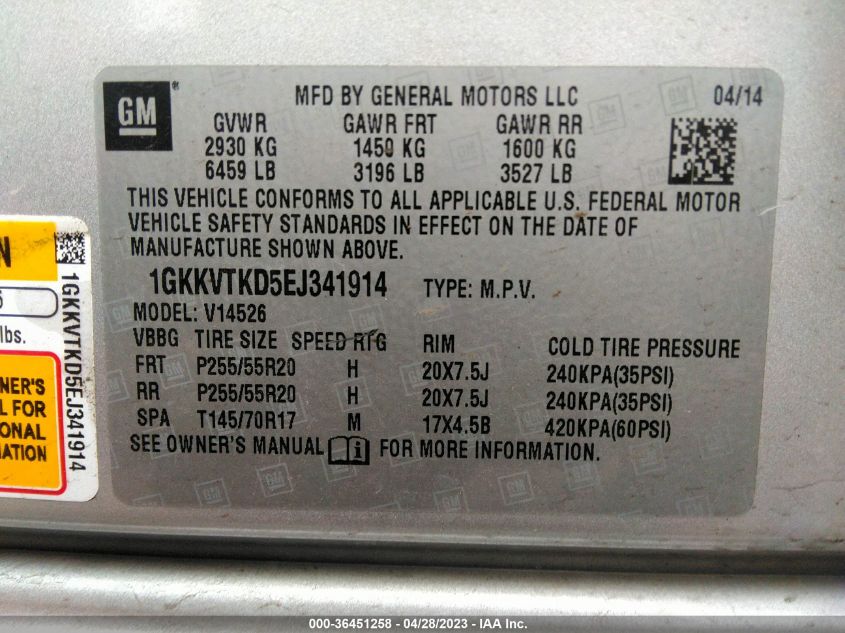 GM
®
MFD BY GENERAL MOTORS LLC 04/14
GVWR GAWR FRT GAWR RR
2930 KG 1450 KG 1600 KG
6459 LB 3196 LB 3527 LB
THIS VEHICLE CONFORMS TO ALL APPLICABLE U.S. FEDERAL MOTOR
VEHICLE SAFETY STANDARDS IN EFFECT ON THE DATE OF
MANUFACTURE SHOWN ABOVE.
1GKKVTKD5EJ341914 TYPE: M.P.V.
MODEL: V14526
VBBG TIRE SIZE SPEED RTG RIM COLD TIRE PRESSURE
FRT P255/55R20 H 20X7.5J 240KPA(35PSI)
RR P255/55R20 H 20X7.5J 240KPA(35PSI)
SPA T145/70R17 M 17X4.5B 420KPA(60PSI)
SEE OWNER'S MANUAL FOR MORE INFORMATION.
lbs.
NER'S
L FOR
ONAL
ON
1GKKVTKD5EJ341914
000-36451258 - 04/28/2023 - © IAA Inc.